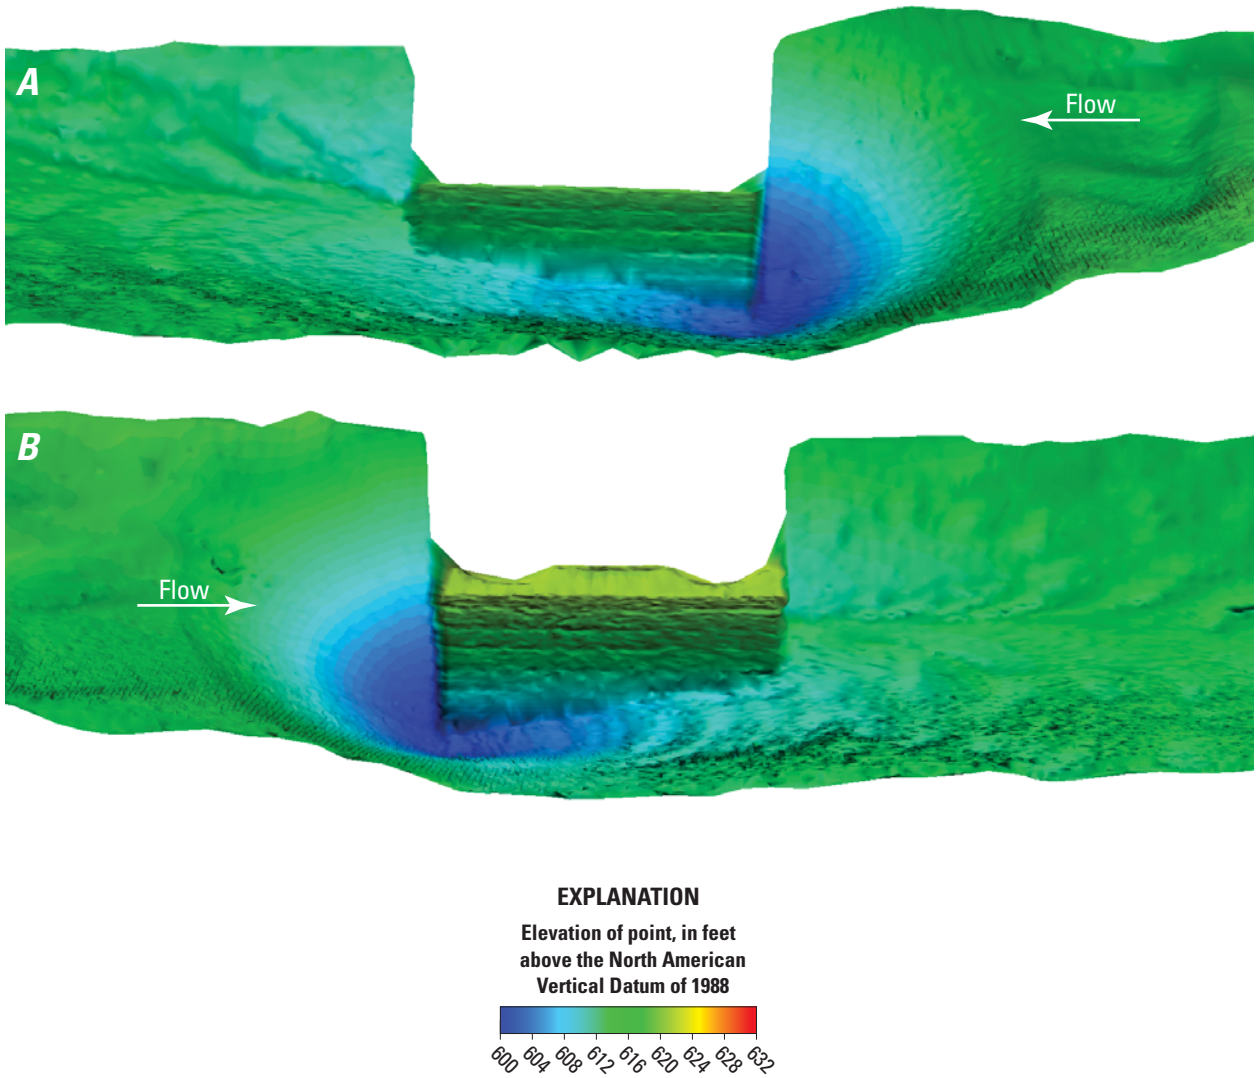 A
Flow
B
Flow
EXPLANATION
Elevation of point, in feet
above the North American
Vertical Datum of 1988
600 604 608 612 616 620 624 628 632